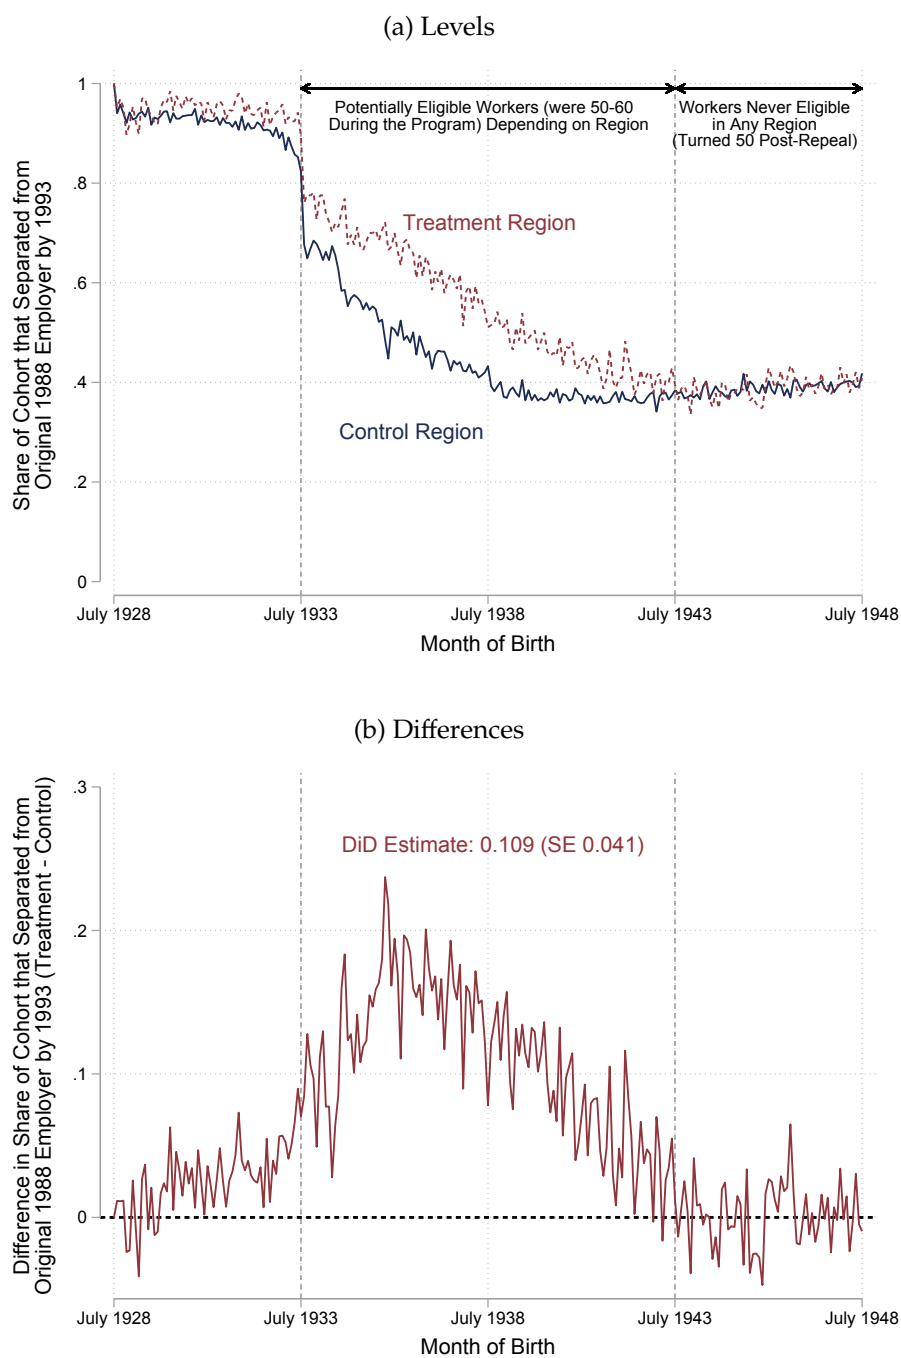 (a) Levels
Share of Cohort that Separated from
Original 1988 Employer by 1993
1
.8
.6
.4
.2
0
Potentially Eligible Workers (were 50-60
During the Program) Depending on Region
Workers Never Eligible
in Any Region
(Turned 50 Post-Repeal)
Treatment Region
Control Region
July 1928
July 1933
July 1938
July 1943
July 1948
Month of Birth
(b) Differences
Difference in Share of Cohort that Separated from
Original 1988 Employer by 1993 (Treatment - Control)
.3
.2
.1
0
DiD Estimate: 0.109 (SE 0.041)
July 1928
July 1933
July 1938
July 1943
July 1948
Month of Birth